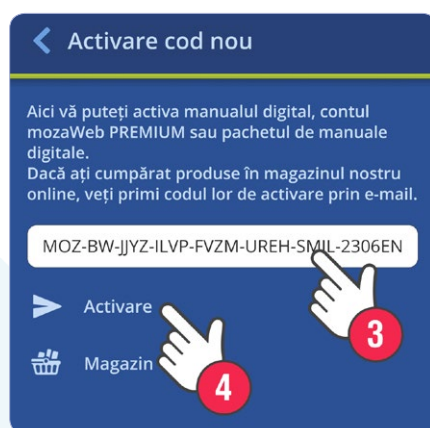 Activare cod nou
Aici vă puteți activa manualul digital, contul
mozaWeb PREMIUM sau pachetul de manuale
digitale.
Dacă ați cumpărat produse în magazinul nostru
online, veți primi codul lor de activare prin e-mail.
MOZ-BW-JJYZ-ILVP-FVZM-UREH-SMIL-2306EN
3
Activare
Magazin
4